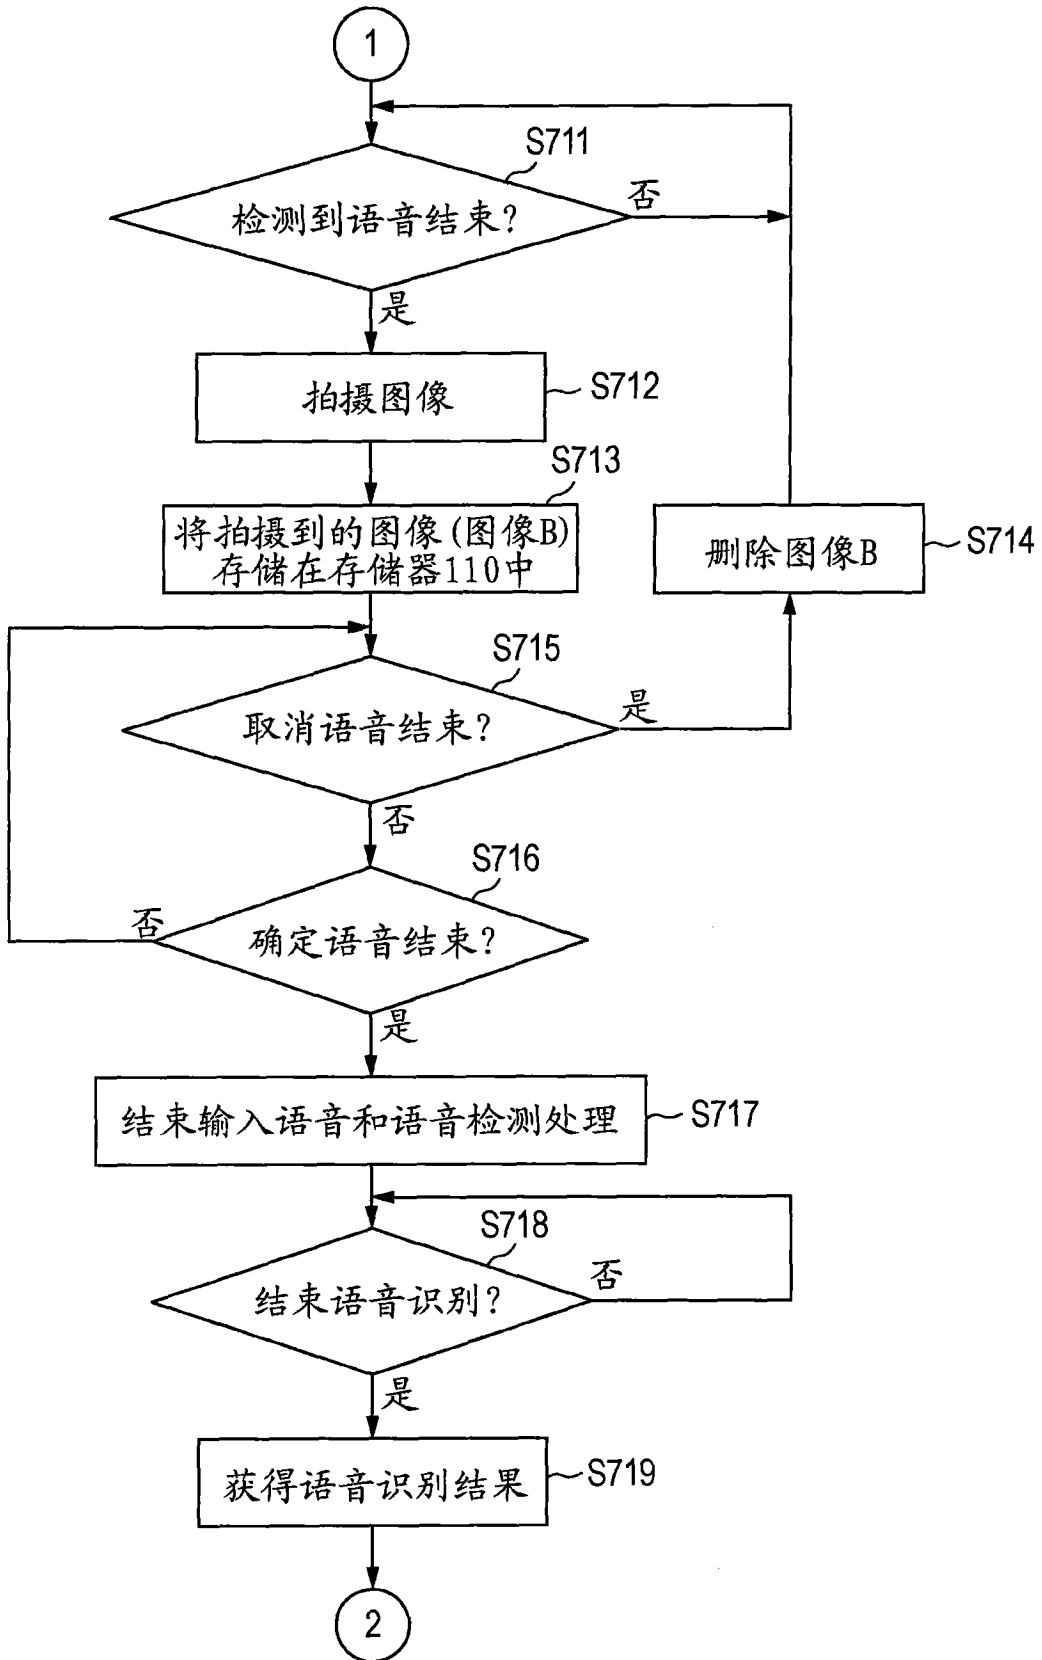 1
S711
检测到语音结束?
否
是
拍摄图像
S712
S713
将拍摄到的图像(图像B)
存储在存储器110中
删除图像B
S714
S715
取消语音结束?
是
否
S716
确定语音结束?
否
是
结束输入语音和语音检测处理
S717
S718
结束语音识别?
否
是
获得语音识别结果
S719
2